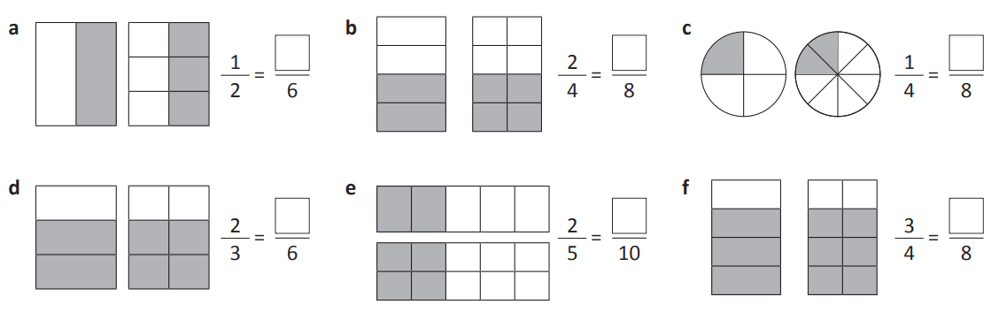 a 1/2 = □/6
b 2/4 = □/8
c 1/4 = □/8
d 2/3 = □/6
e 2/5 = □/10
f 3/4 = □/8